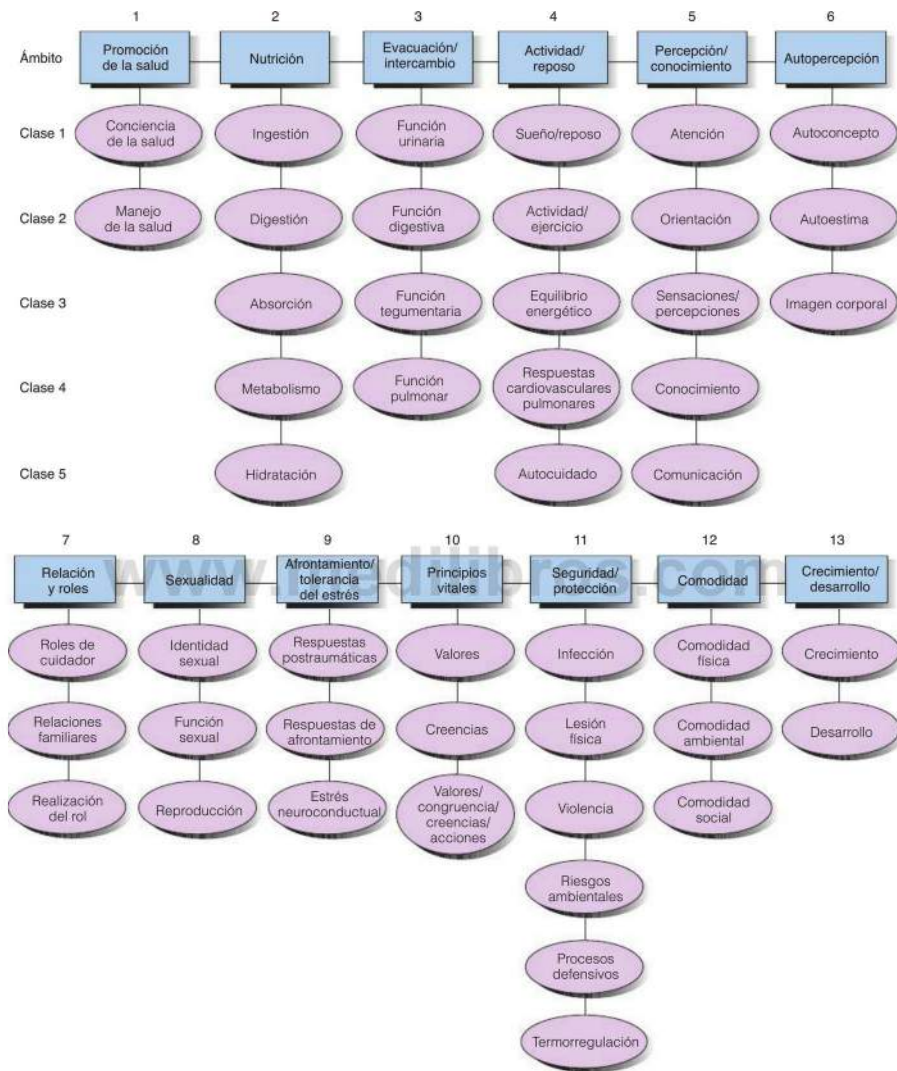 1 2 3 4 5 6
Ámbito
Promoción
de la salud
Nutrición
Evacuación/
intercambio
Actividad/
reposo
Percepción/
conocimiento
Autopercepción
Clase 1
Conciencia
de la salud
Ingestión
Función
urinaria
Sueño/reposo
Atención
Autoconcepto
Clase 2
Manejo
de la salud
Digestión
Función
digestiva
Actividad/
ejercicio
Orientación
Autoestima
Clase 3
Absorción
Función
tegumentaria
Equilibrio
energético
Sensaciones/
percepciones
Imagen corporal
Clase 4
Metabolismo
Función
pulmonar
Respuestas
cardiovasculares
pulmonares
Conocimiento
Clase 5
Hidratación
Autocuidado
Comunicación
7 8 9 10 11 12 13
Relación
y roles
Sexualidad
Afrontamiento/
tolerancia
del estrés
Principios
vitales
Seguridad/
protección
Comodidad
Crecimiento/
desarrollo
www.medilibros.com
Roles de
cuidador
Identidad
sexual
Respuestas
postraumáticas
Valores
Infección
Comodidad
física
Crecimiento
Relaciones
familiares
Función
sexual
Respuestas de
afrontamiento
Creencias
Lesión
física
Comodidad
ambiental
Desarrollo
Realización
del rol
Reproducción
Estrés
neuroconductual
Valores/
congruencia/
creencias/
acciones
Violencia
Comodidad
social
Riesgos
ambientales
Procesos
defensivos
Termorregulación